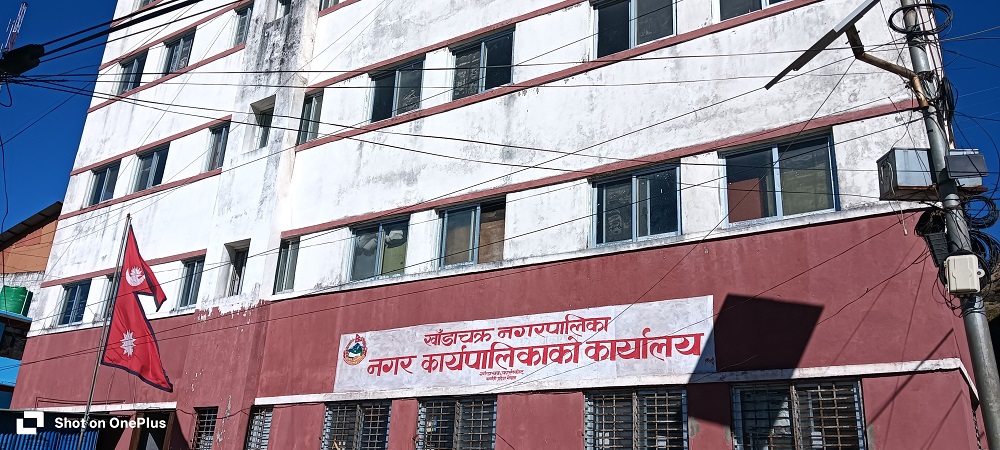 खाँडाचक्र नगरपालिका
नगर कार्यपालिकाको कार्यालय
Shot on OnePlus